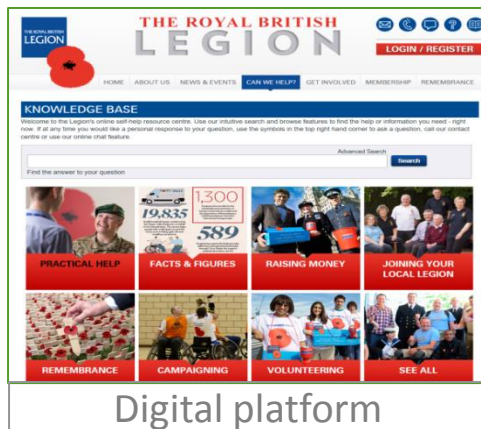 THE ROYAL BRITISH
LEGION
THE ROYAL BRITISH
LEGION
LOGIN / REGISTER
HOME ABOUT US NEWS & EVENTS CAN WE HELP? GET INVOLVED MEMBERSHIP REMEMBRANCE
KNOWLEDGE BASE
Welcome to the Legion's online self-help resource centre. Use our intuitive search and browse features to find the help or information you need - right
now. If at any time you would like a personal response to your question, use the symbols in the top right hand corner to ask a question, call our contact
centre or use our online chat feature.
Advanced Search
Search
Find the answer to your question
19,835
1,300
589
PRACTICAL HELP
FACTS & FIGURES
RAISING MONEY
JOINING YOUR
LOCAL LEGION
REMEMBRANCE
CAMPAIGNING
VOLUNTEERING
SEE ALL
Digital platform